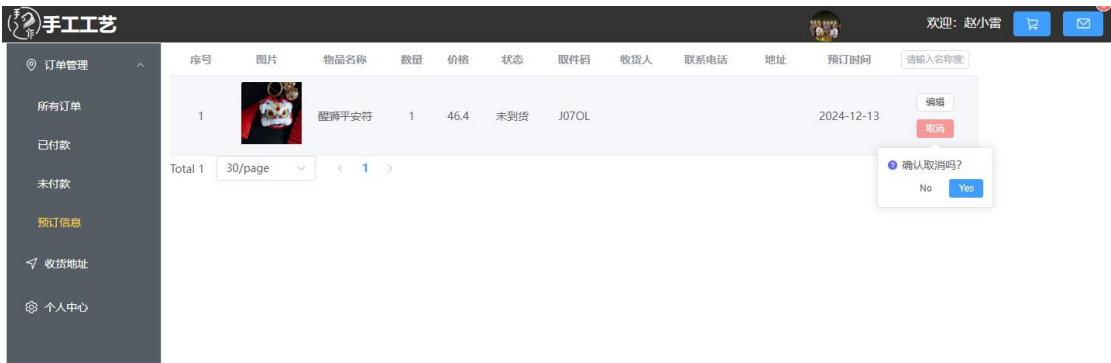 手作
手工工艺
欢迎：赵小雷
订单管理
所有订单
已付款
未付款
预订信息
收货地址
个人中心
序号 图片 物品名称 数量 价格 状态 取件码 收货人 联系电话 地址 预订时间 请输入名称搜
1 醒狮平安符 1 46.4 未到货 J07OL 2024-12-13 编辑
取消
Total 1 30/page 1
确认取消吗?
No Yes